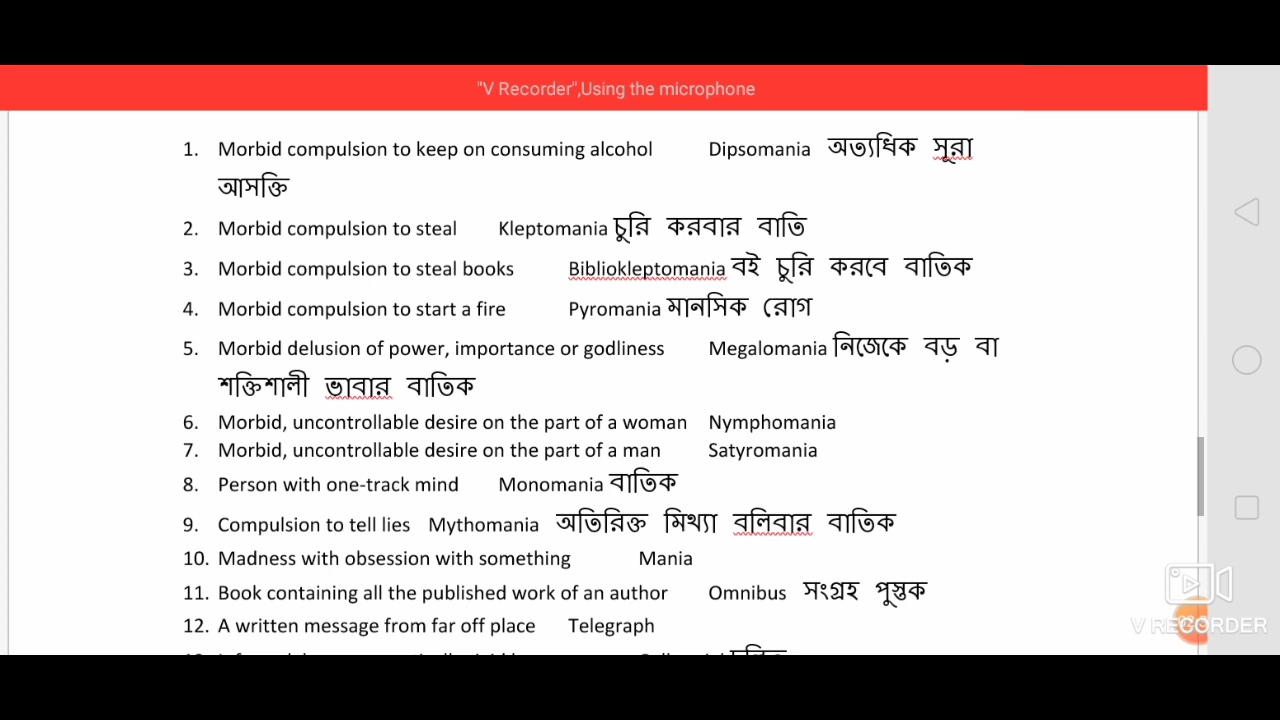 "V Recorder",Using the microphone
1. Morbid compulsion to keep on consuming alcohol Dipsomania অত্যধিক সূরা
আসক্তি
2. Morbid compulsion to steal Kleptomania চুরি করবার বাতি
3. Morbid compulsion to steal books Bibliokleptomania বই চুরি করবে বাতিক
4. Morbid compulsion to start a fire Pyromania মানসিক রোগ
5. Morbid delusion of power, importance or godliness Megalomania নিজেকে বড় বা
শক্তিশালী ভাবার বাতিক
6. Morbid, uncontrollable desire on the part of a woman Nymphomania
7. Morbid, uncontrollable desire on the part of a man Satyromania
8. Person with one-track mind Monomania বাতিক
9. Compulsion to tell lies Mythomania অতিরিক্ত মিথ্যা বলিবার বাতিক
10. Madness with obsession with something Mania
11. Book containing all the published work of an author Omnibus সংগ্রহ পুস্তক
12. A written message from far off place Telegraph
V RECORDER